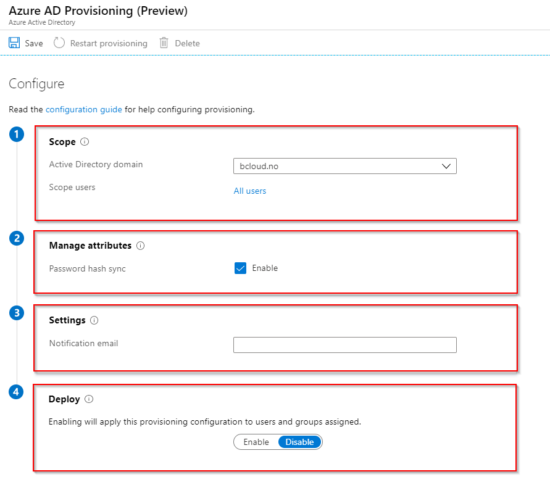 Azure AD Provisioning (Preview)
Azure Active Directory
Save Restart provisioning Delete
Configure
Read the configuration guide for help configuring provisioning.
1
Scope
Active Directory domain bcloud.no
Scope users All users
2
Manage attributes
Password hash sync Enable
3
Settings
Notification email
4
Deploy
Enabling will apply this provisioning configuration to users and groups assigned.
Enable Disable